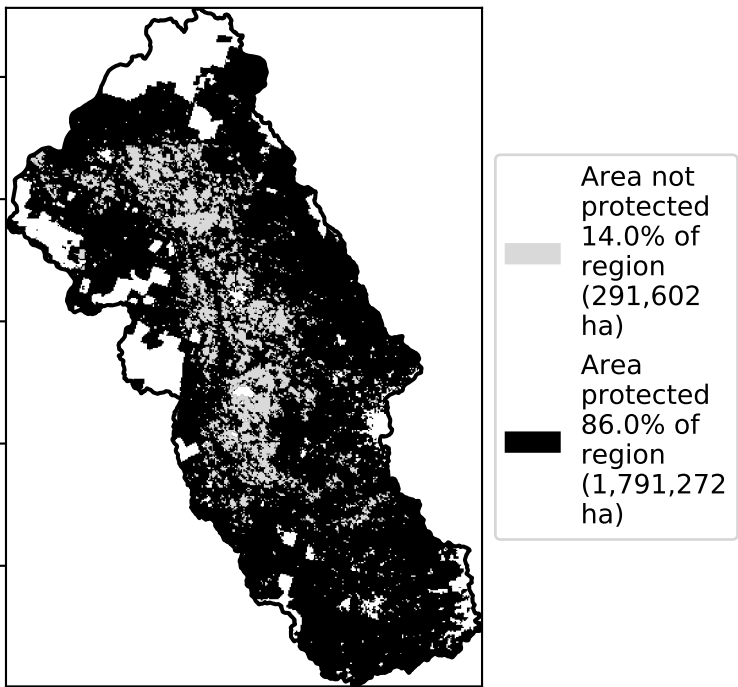 Area not
protected
14.0% of
region
(291,602
ha)
Area
protected
86.0% of
region
(1,791,272
ha)